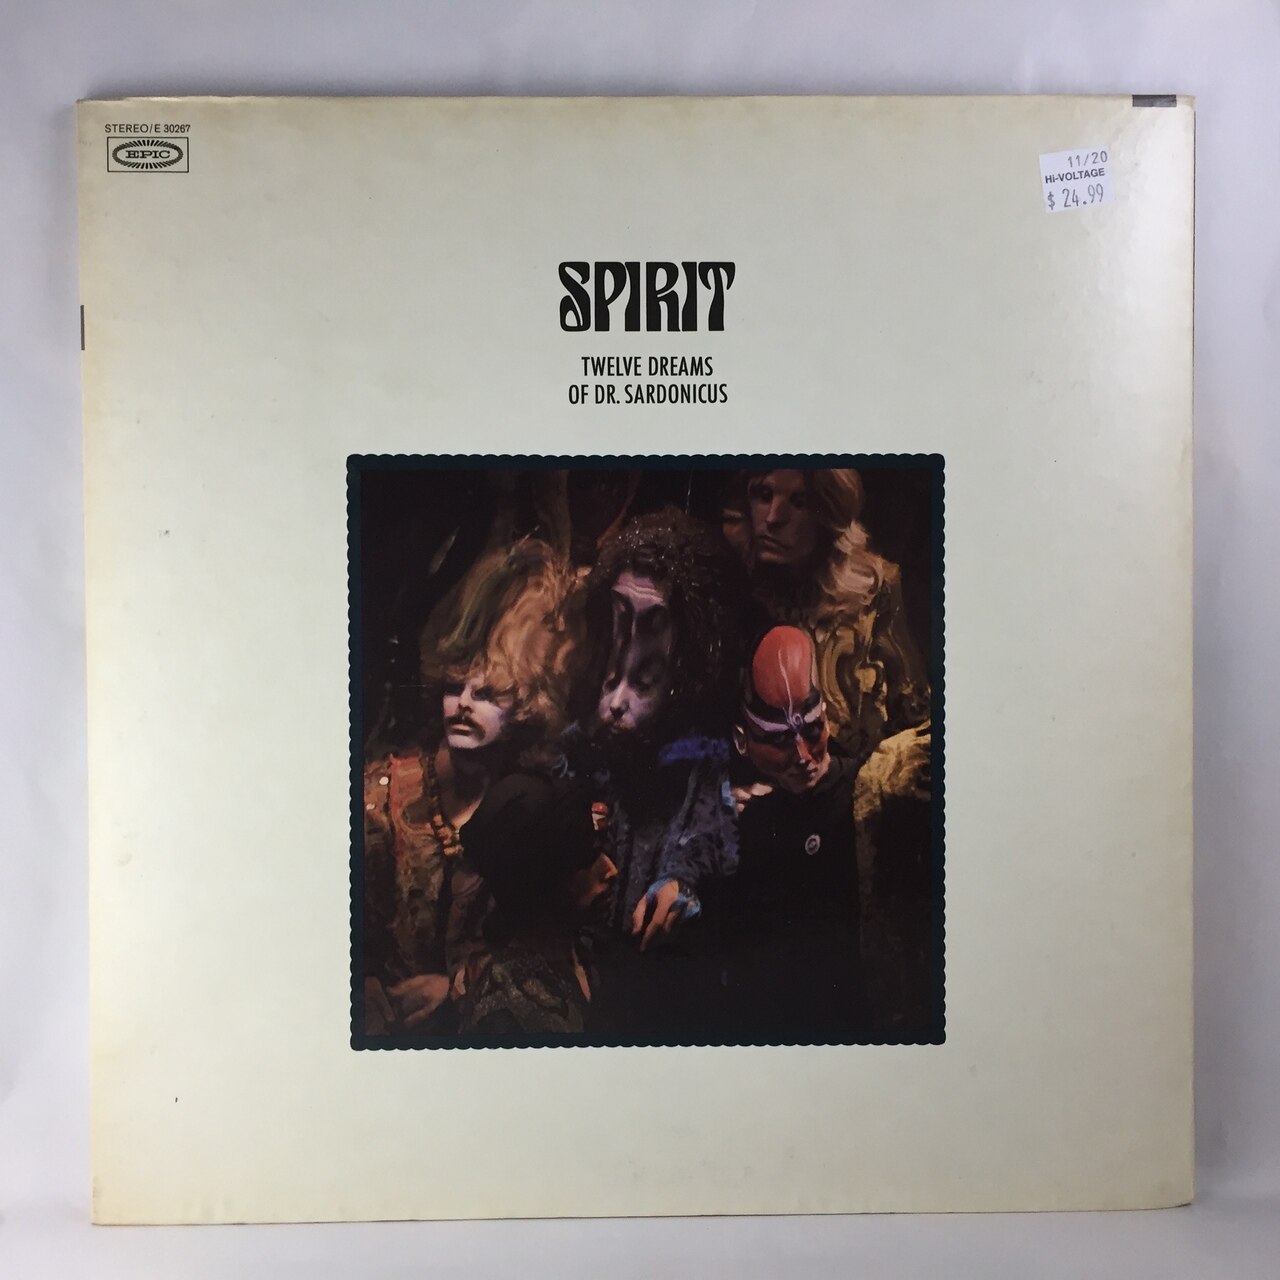 STEREO/E 30267
EPIC
11/20
HI-VOLTAGE
$ 24.99
SPIRIT
TWELVE DREAMS
OF DR. SARDONICUS